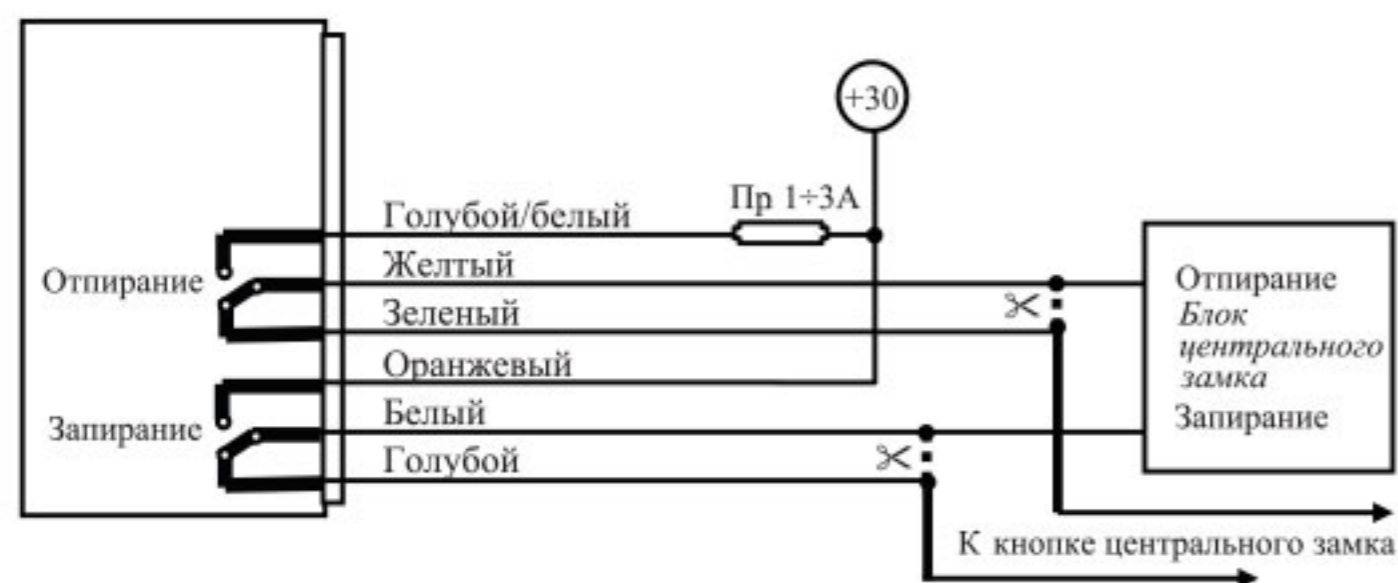 +30
Пр 1÷3А
Голубой/белый
Желтый
Зеленый
Оранжевый
Белый
Голубой
Отпирание
Запирание
Отпирание
Блок
центрального
замка
Запирание
К кнопке центрального замка